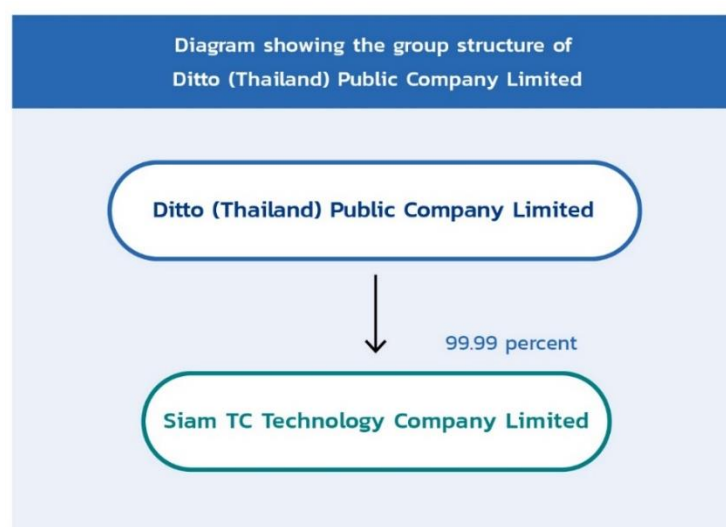 Diagram showing the group structure of
Ditto (Thailand) Public Company Limited
Ditto (Thailand) Public Company Limited
99.99 percent
Siam TC Technology Company Limited